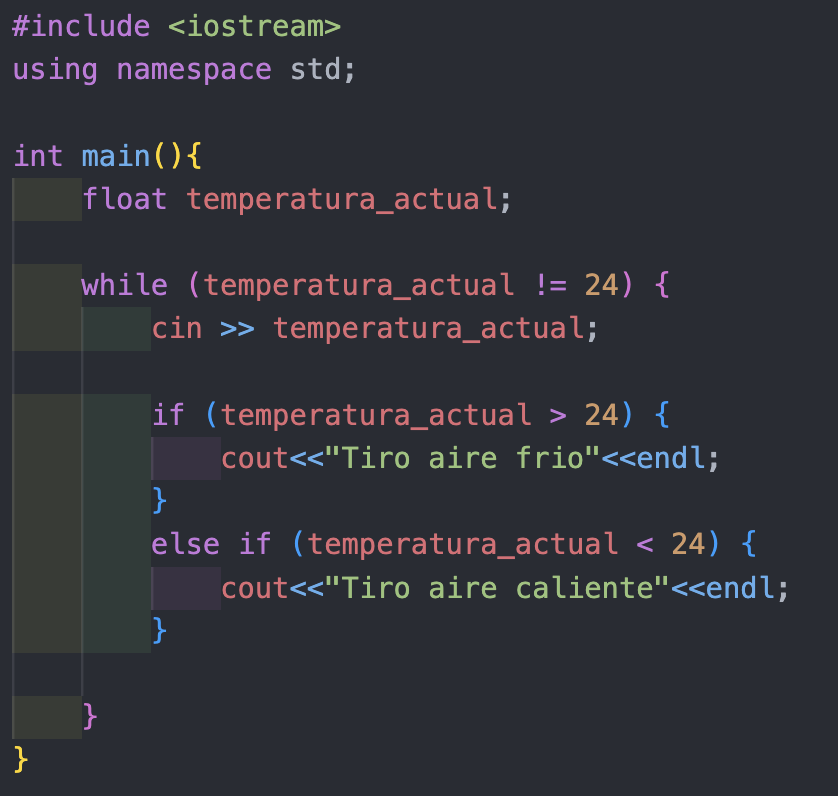 #include <iostream>
using namespace std;
int main(){
float temperatura_actual;
while (temperatura_actual != 24) {
cin >> temperatura_actual;
if (temperatura_actual > 24) {
cout<<"Tiro aire frio"<<endl;
}
else if (temperatura_actual < 24) {
cout<<"Tiro aire caliente"<<endl;
}
}
}